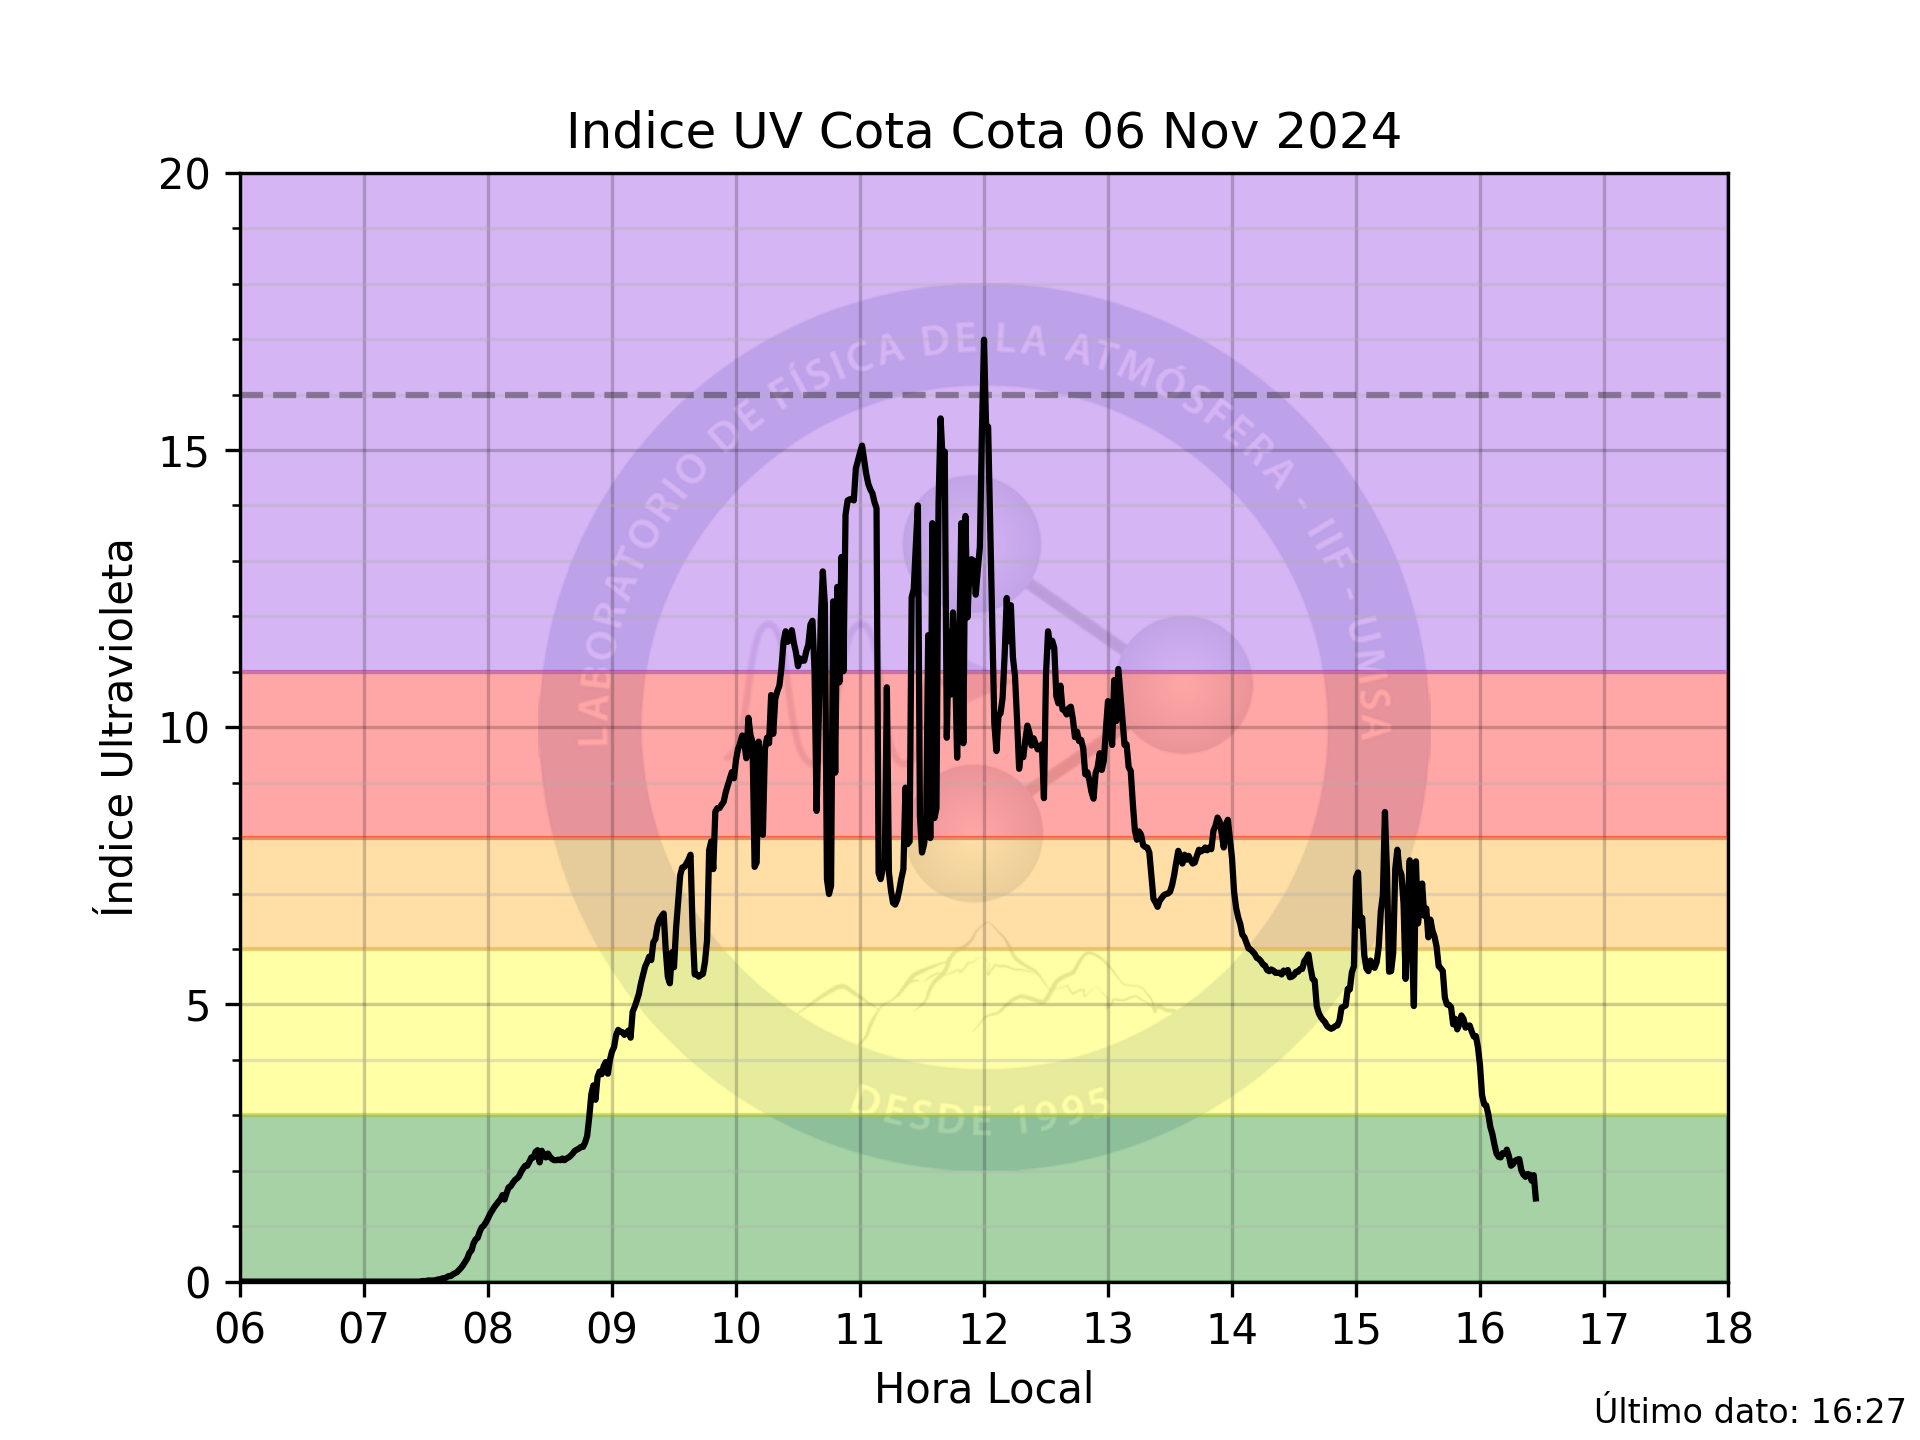 Indice UV Cota Cota 06 Nov 2024
20
15
10
5
0
Índice Ultravioleta
LABORATORIO DE FÍSICA DE LA ATMÓSFERA - IIF - UMSA
DESDE 1995
06 07 08 09 10 11 12 13 14 15 16 17 18
Hora Local
Último dato: 16:27